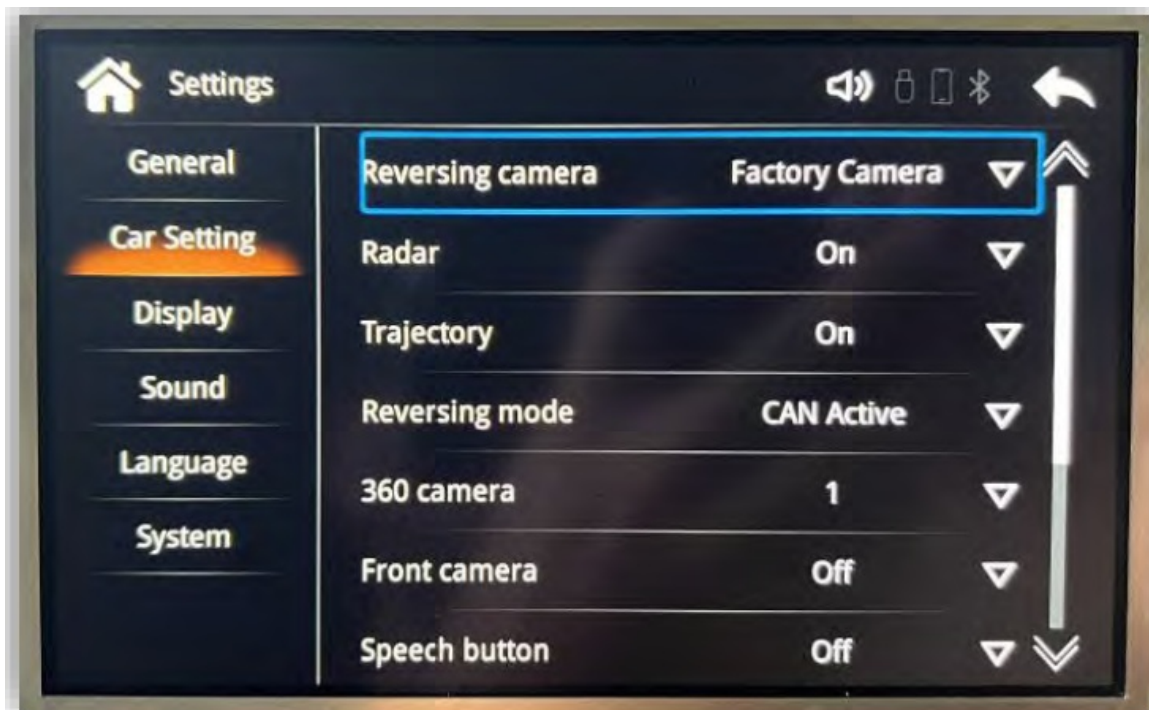 Settings
General
Car Setting
Display
Sound
Language
System
Reversing camera Factory Camera
Radar On
Trajectory On
Reversing mode CAN Active
360 camera 1
Front camera Off
Speech button Off